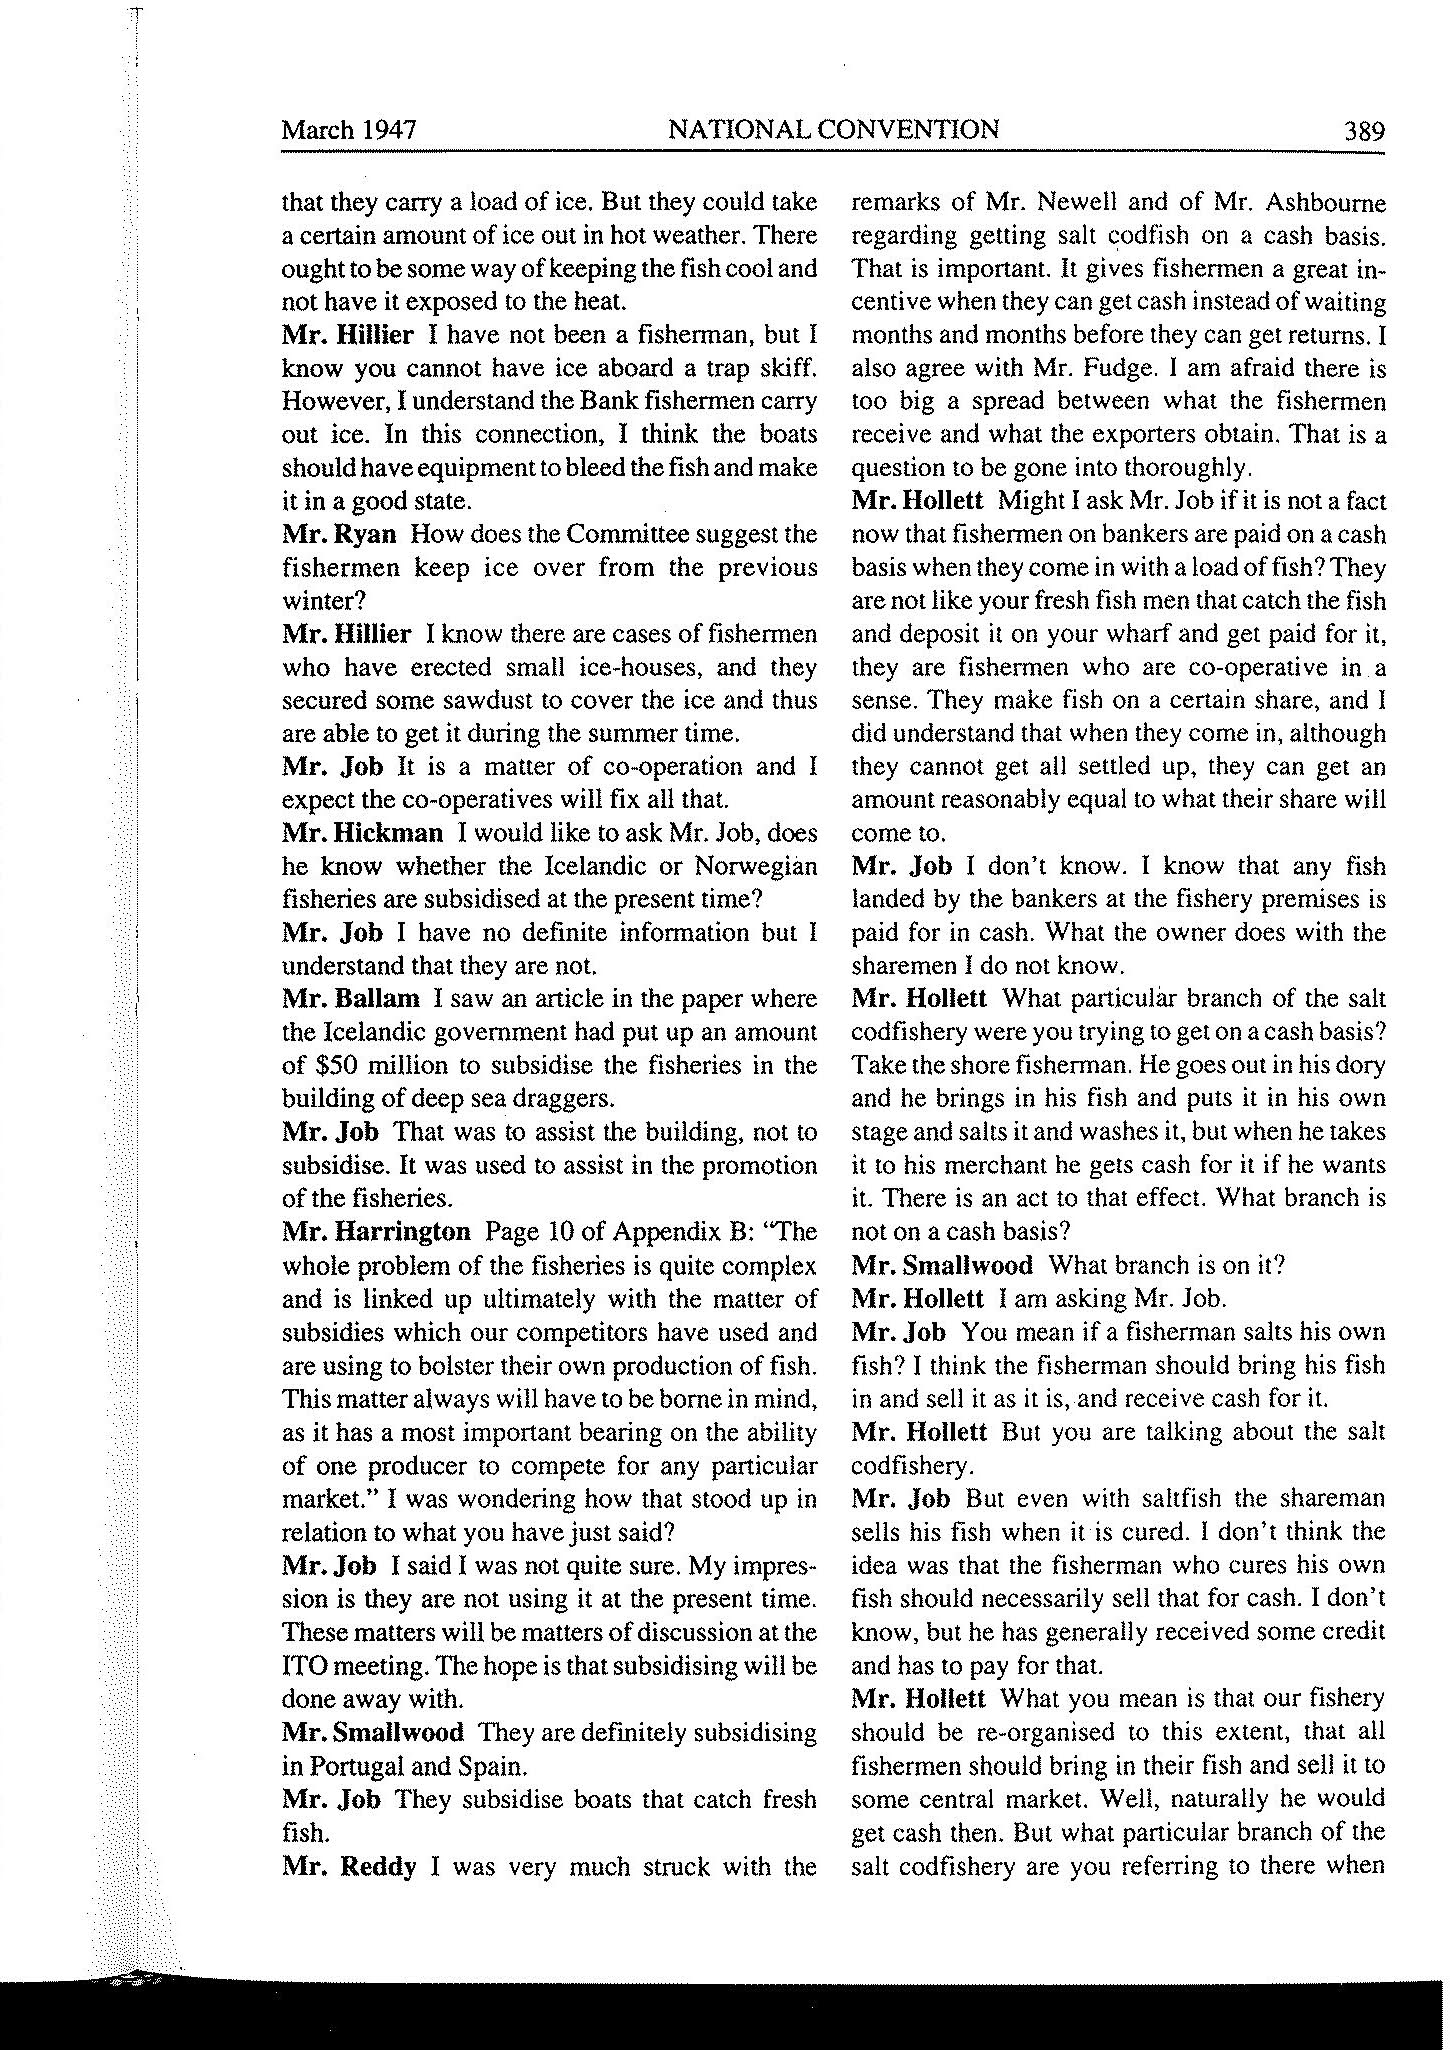 March 1947 NATIONAL CONVENTION 389
that they carry a load of ice. But they could take
a certain amount of ice out in hot weather. There
ought to be some way of keeping the fish cool and
not have it exposed to the heat.
Mr. Hillier I have not been a fisherman, but I
know you cannot have ice aboard a trap skiff.
However, I understand the Bank fishermen carry
out ice. In this connection, I think the boats
should have equipment to bleed the fish and make
it in a good state.
Mr. Ryan How does the Committee suggest the
fishermen keep ice over from the previous
winter?
Mr. Hillier I know there are cases of fishermen
who have erected small ice-houses, and they
secured some sawdust to cover the ice and thus
are able to get it during the summer time.
Mr. Job It is a matter of co-operation and I
expect the co-operatives will fix all that.
Mr. Hickman I would like to ask Mr. Job, does
he know whether the Icelandic or Norwegian
fisheries are subsidised at the present time?
Mr. Job I have no definite information but I
understand that they are not.
Mr. Ballam I saw an article in the paper where
the Icelandic government had put up an amount
of $50 million to subsidise the fisheries in the
building of deep sea draggers.
Mr. Job That was to assist the building, not to
subsidise. It was used to assist in the promotion
of the fisheries.
Mr. Harrington Page 10 of Appendix B: “The
whole problem of the fisheries is quite complex
and is linked up ultimately with the matter of
subsidies which our competitors have used and
are using to bolster their own production of fish.
This matter always will have to be borne in mind,
as it has a most important bearing on the ability
of one producer to compete for any particular
market.” I was wondering how that stood up in
relation to what you have just said?
Mr. Job I said I was not quite sure. My impres-
sion is they are not using it at the present time.
These matters will be matters of discussion at the
ITO meeting. The hope is that subsidising will be
done away with.
Mr. Smallwood They are definitely subsidising
in Portugal and Spain.
Mr. Job They subsidise boats that catch fresh
fish.
Mr. Reddy I was very much struck with the
remarks of Mr. Newell and of Mr. Ashbourne
regarding getting salt codfish on a cash basis.
That is important. It gives fishermen a great in-
centive when they can get cash instead of waiting
months and months before they can get returns. I
also agree with Mr. Fudge. I am afraid there is
too big a spread between what the fishermen
receive and what the exporters obtain. That is a
question to be gone into thoroughly.
Mr. Hollett Might I ask Mr. Job if it is not a fact
now that fishermen on bankers are paid on a cash
basis when they come in with a load of fish? They
are not like your fresh fish men that catch the fish
and deposit it on your wharf and get paid for it,
they are fishermen who are co-operative in a
sense. They make fish on a certain share, and I
did understand that when they come in, although
they cannot get all settled up, they can get an
amount reasonably equal to what their share will
come to.
Mr. Job I don't know. I know that any fish
landed by the bankers at the fishery premises is
paid for in cash. What the owner does with the
sharemen I do not know.
Mr. Hollett What particular branch of the salt
codfishery were you trying to get on a cash basis?
Take the shore fisherman. He goes out in his dory
and he brings in his fish and puts it in his own
stage and salts it and washes it, but when he takes
it to his merchant he gets cash for it if he wants
it. There is an act to that effect. What branch is
not on a cash basis?
Mr. Smallwood What branch is on it?
Mr. Hollett I am asking Mr. Job.
Mr. Job You mean if a fisherman salts his own
fish? I think the fisherman should bring his fish
in and sell it as it is, and receive cash for it.
Mr. Hollett But you are talking about the salt
codfishery.
Mr. Job But even with saltfish the shareman
sells his fish when it is cured. I don't think the
idea was that the fisherman who cures his own
fish should necessarily sell that for cash. I don't
know, but he has generally received some credit
and has to pay for that.
Mr. Hollett What you mean is that our fishery
should be re-organised to this extent, that all
fishermen should bring in their fish and sell it to
some central market. Well, naturally he would
get cash then. But what particular branch of the
salt codfishery are you referring to there when